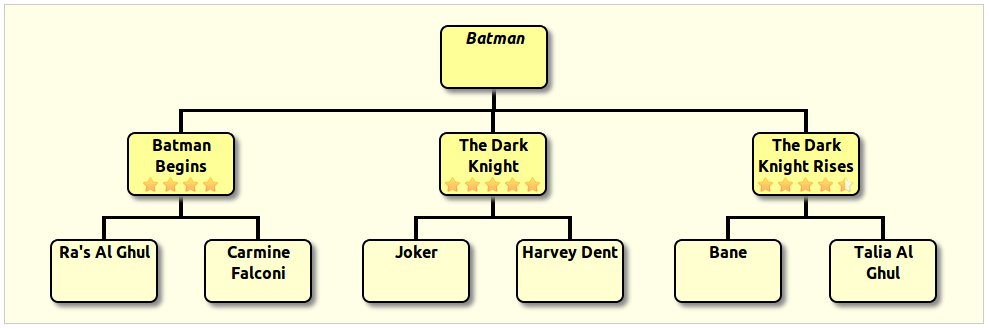 Batman
Batman
Begins
The Dark
Knight
The Dark
Knight Rises
Ra's Al Ghul
Carmine
Falconi
Joker
Harvey Dent
Bane
Talia Al
Ghul